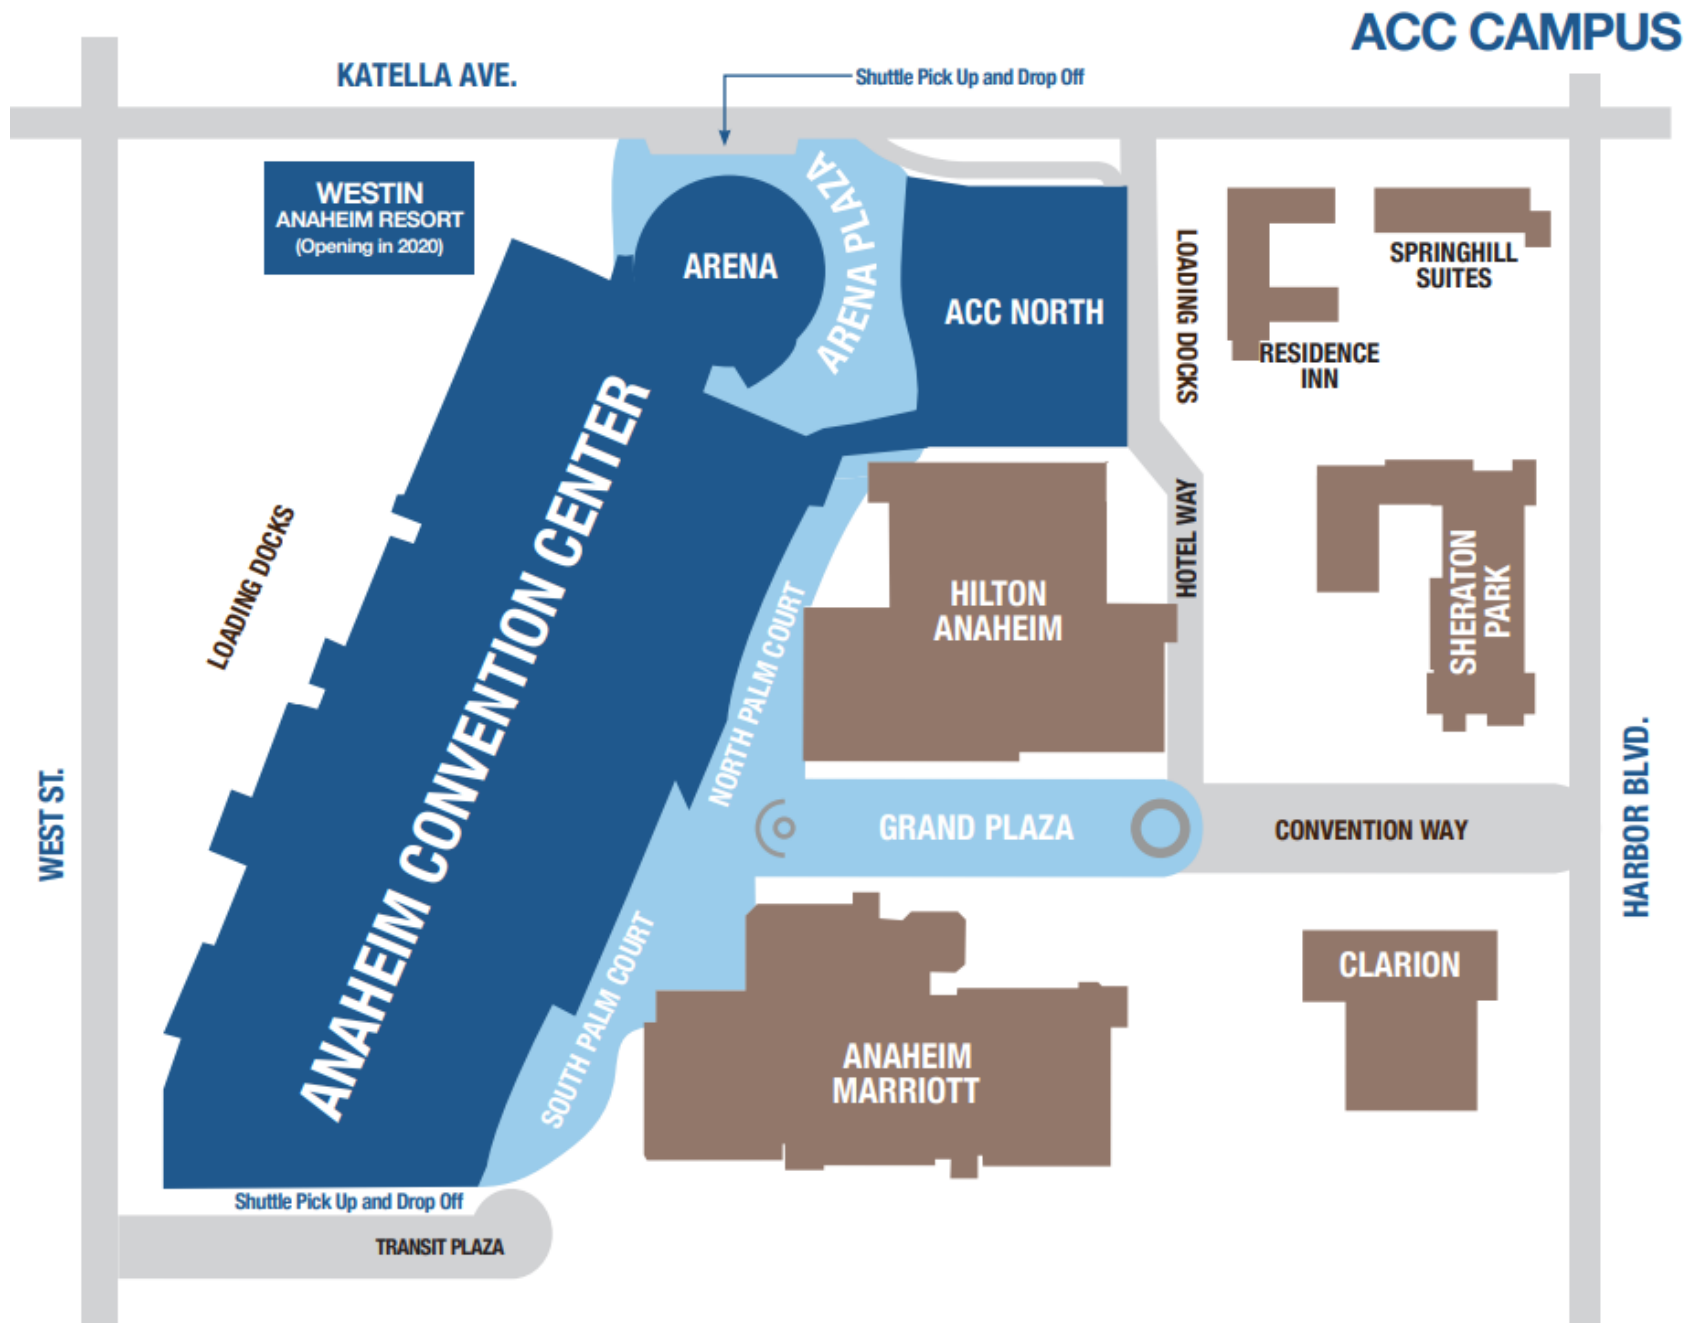 ACC CAMPUS
KATELLA AVE.
Shuttle Pick Up and Drop Off
WESTIN
ANAHEIM RESORT
(Opening in 2020)
ARENA
ARENA PLAZA
ACC NORTH
LOADING DOCKS
SPRINGHILL
SUITES
RESIDENCE
INN
ANAHEIM CONVENTION CENTER
LOADING DOCKS
HOTEL WAY
HILTON
ANAHEIM
SHERATON
PARK
NORTH PALM COURT
WEST ST.
GRAND PLAZA
CONVENTION WAY
HARBOR BLVD.
SOUTH PALM COURT
CLARION
ANAHEIM
MARRIOTT
Shuttle Pick Up and Drop Off
TRANSIT PLAZA